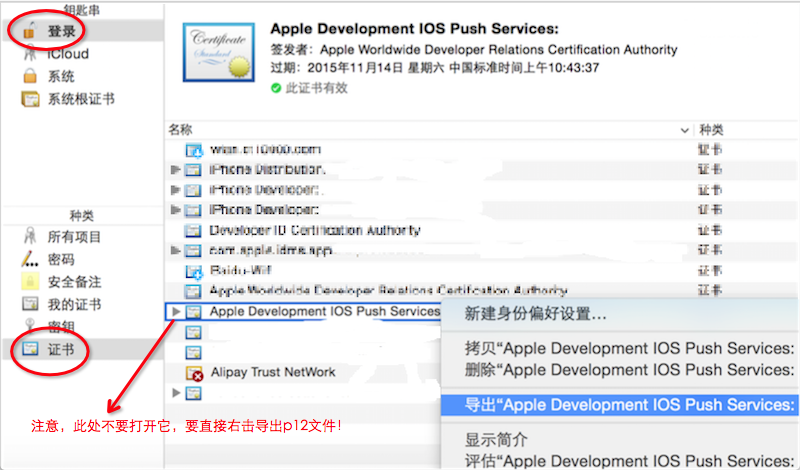 钥匙串
登录
iCloud
系统
系统根证书
Certificate
Standard
Apple Development IOS Push Services:
签发者：Apple Worldwide Developer Relations Certification Authority
过期：2015年11月14日 星期六 中国标准时间上午10:43:37
此证书有效
名称 种类
证书
iPhone Distribution: 证书
iPhone Developer: 证书
iPhone Developer: 证书
Developer ID Certification Authority 证书
com.apple.idms.app. 证书
Baidu-Wifi 证书
Apple Worldwide Developer Relations Certification Authority 证书
Apple Development IOS Push Services
Alipay Trust NetWork
种类
所有项目
密码
安全备注
我的证书
密钥
证书
新建身份偏好设置...
拷贝“Apple Development IOS Push Services:
删除“Apple Development IOS Push Services:
导出“Apple Development IOS Push Services:
显示简介
评估“Apple Development IOS Push Services:
注意，此处不要打开它，要直接右击导出p12文件！